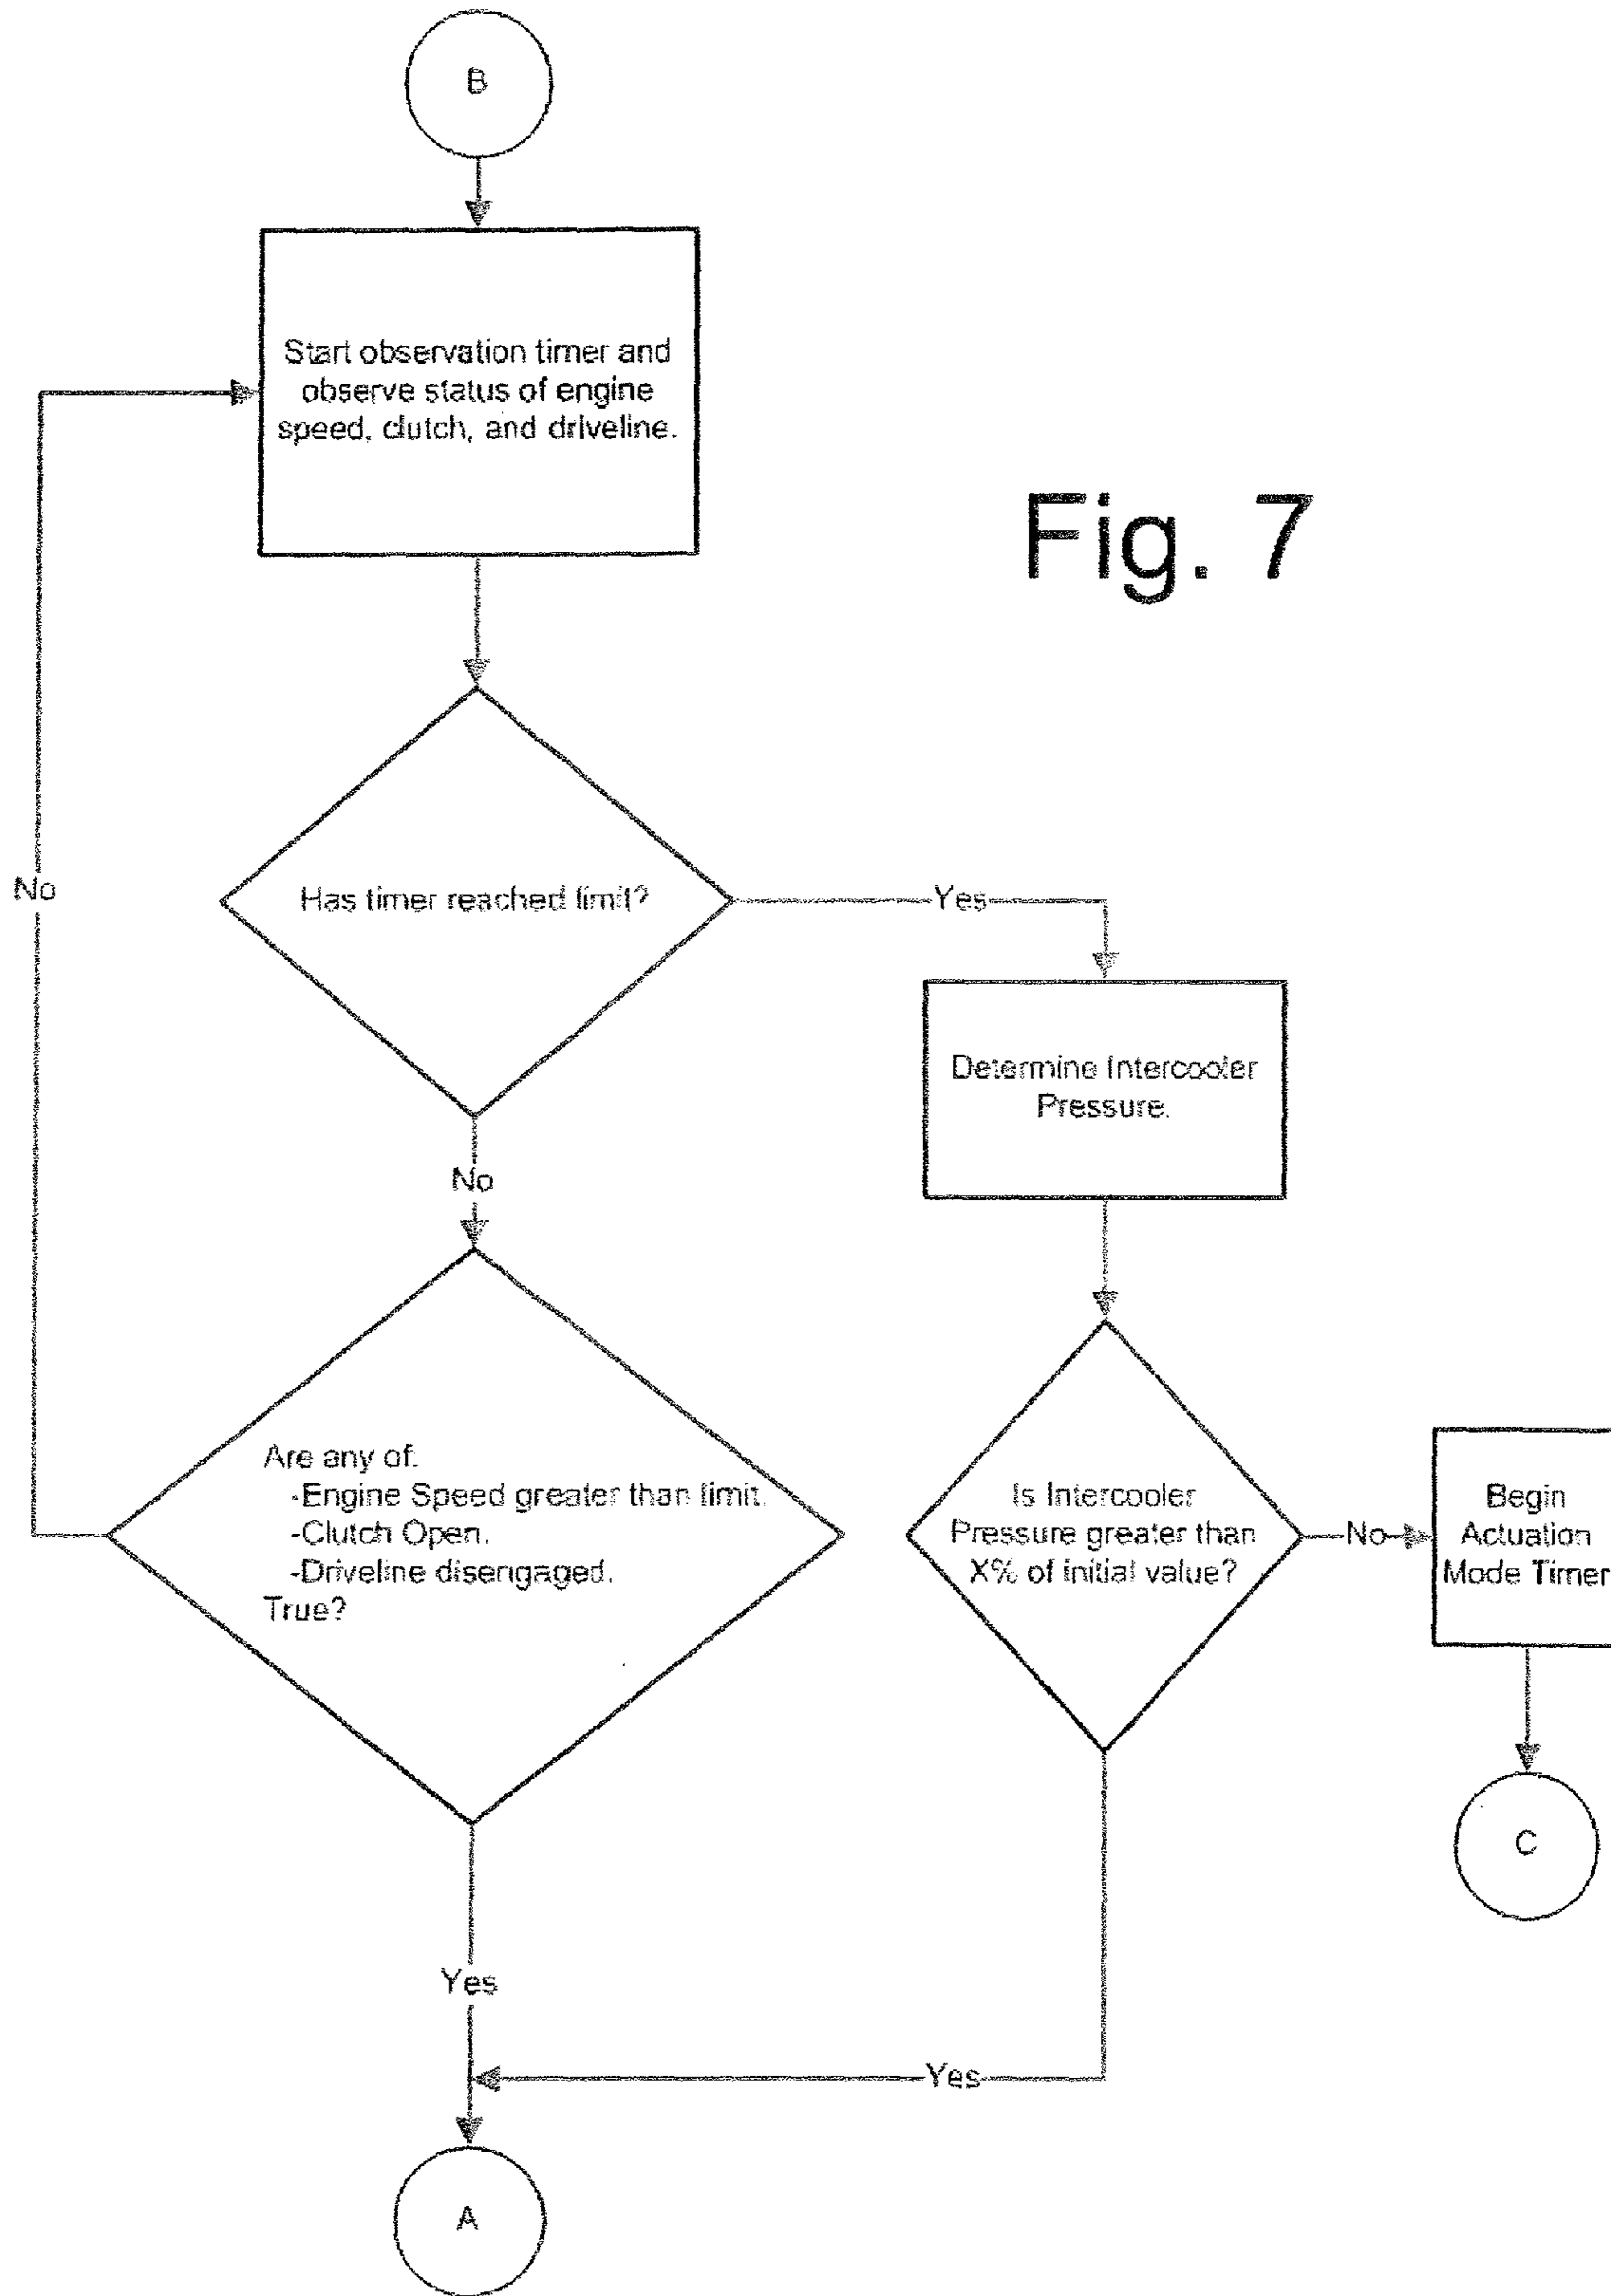 B
Start observation timer and
observe status of engine
speed, clutch, and driveline.
Fig. 7
No
Has timer reached limit?
Yes
Determine Intercooler
Pressure.
No
Are any of:
-Engine Speed greater than limit.
-Clutch Open.
-Driveline disengaged.
True?
Is Intercooler
Pressure greater than
X% of initial value?
No
Begin
Actuation
Mode Timer
C
Yes
Yes
A